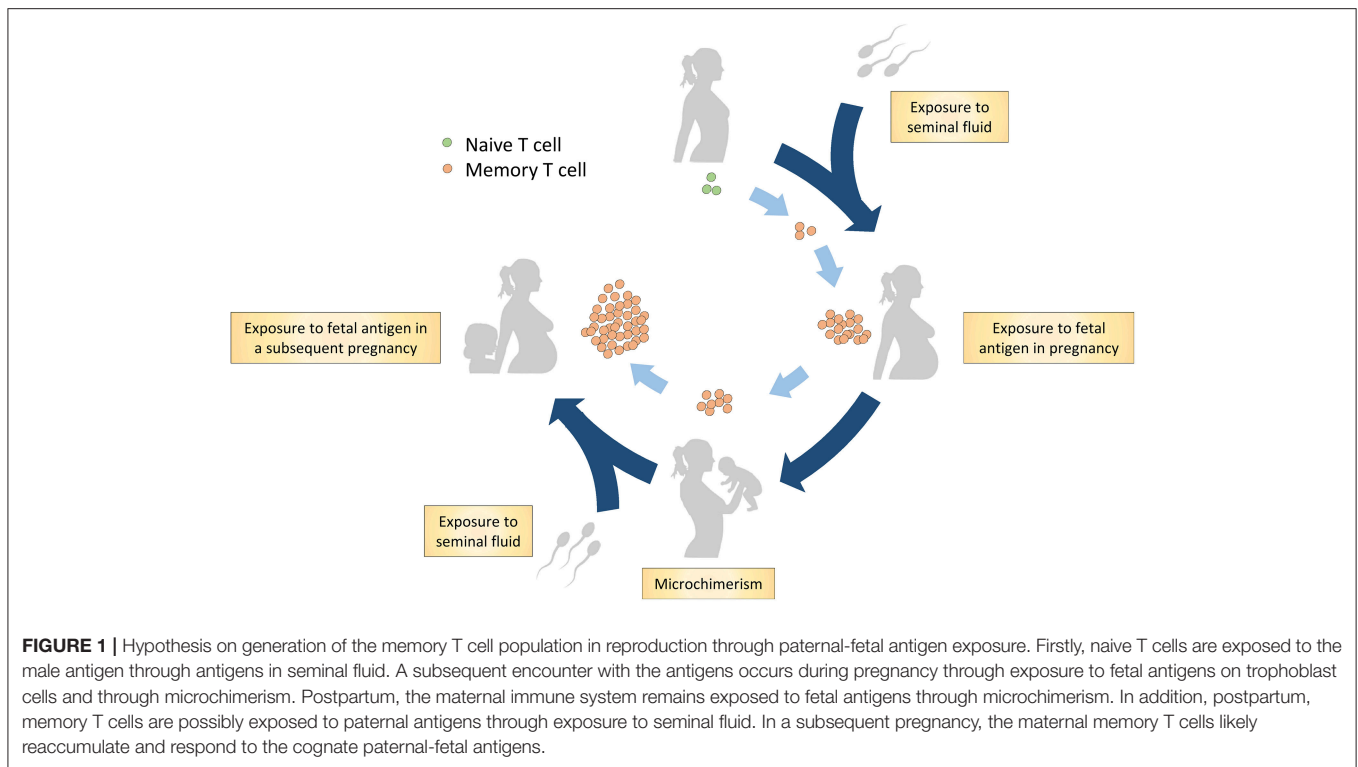 Exposure to
seminal fluid
Naive T cell
Memory T cell
Exposure to fetal antigen in
a subsequent pregnancy
Exposure to fetal
antigen in pregnancy
Exposure to
seminal fluid
Microchimerism
FIGURE 1 | Hypothesis on generation of the memory T cell population in reproduction through paternal-fetal antigen exposure. Firstly, naive T cells are exposed to the
male antigen through antigens in seminal fluid. A subsequent encounter with the antigens occurs during pregnancy through exposure to fetal antigens on trophoblast
cells and through microchimerism. Postpartum, the maternal immune system remains exposed to fetal antigens through microchimerism. In addition, postpartum,
memory T cells are possibly exposed to paternal antigens through exposure to seminal fluid. In a subsequent pregnancy, the maternal memory T cells likely
reaccumulate and respond to the cognate paternal-fetal antigens.